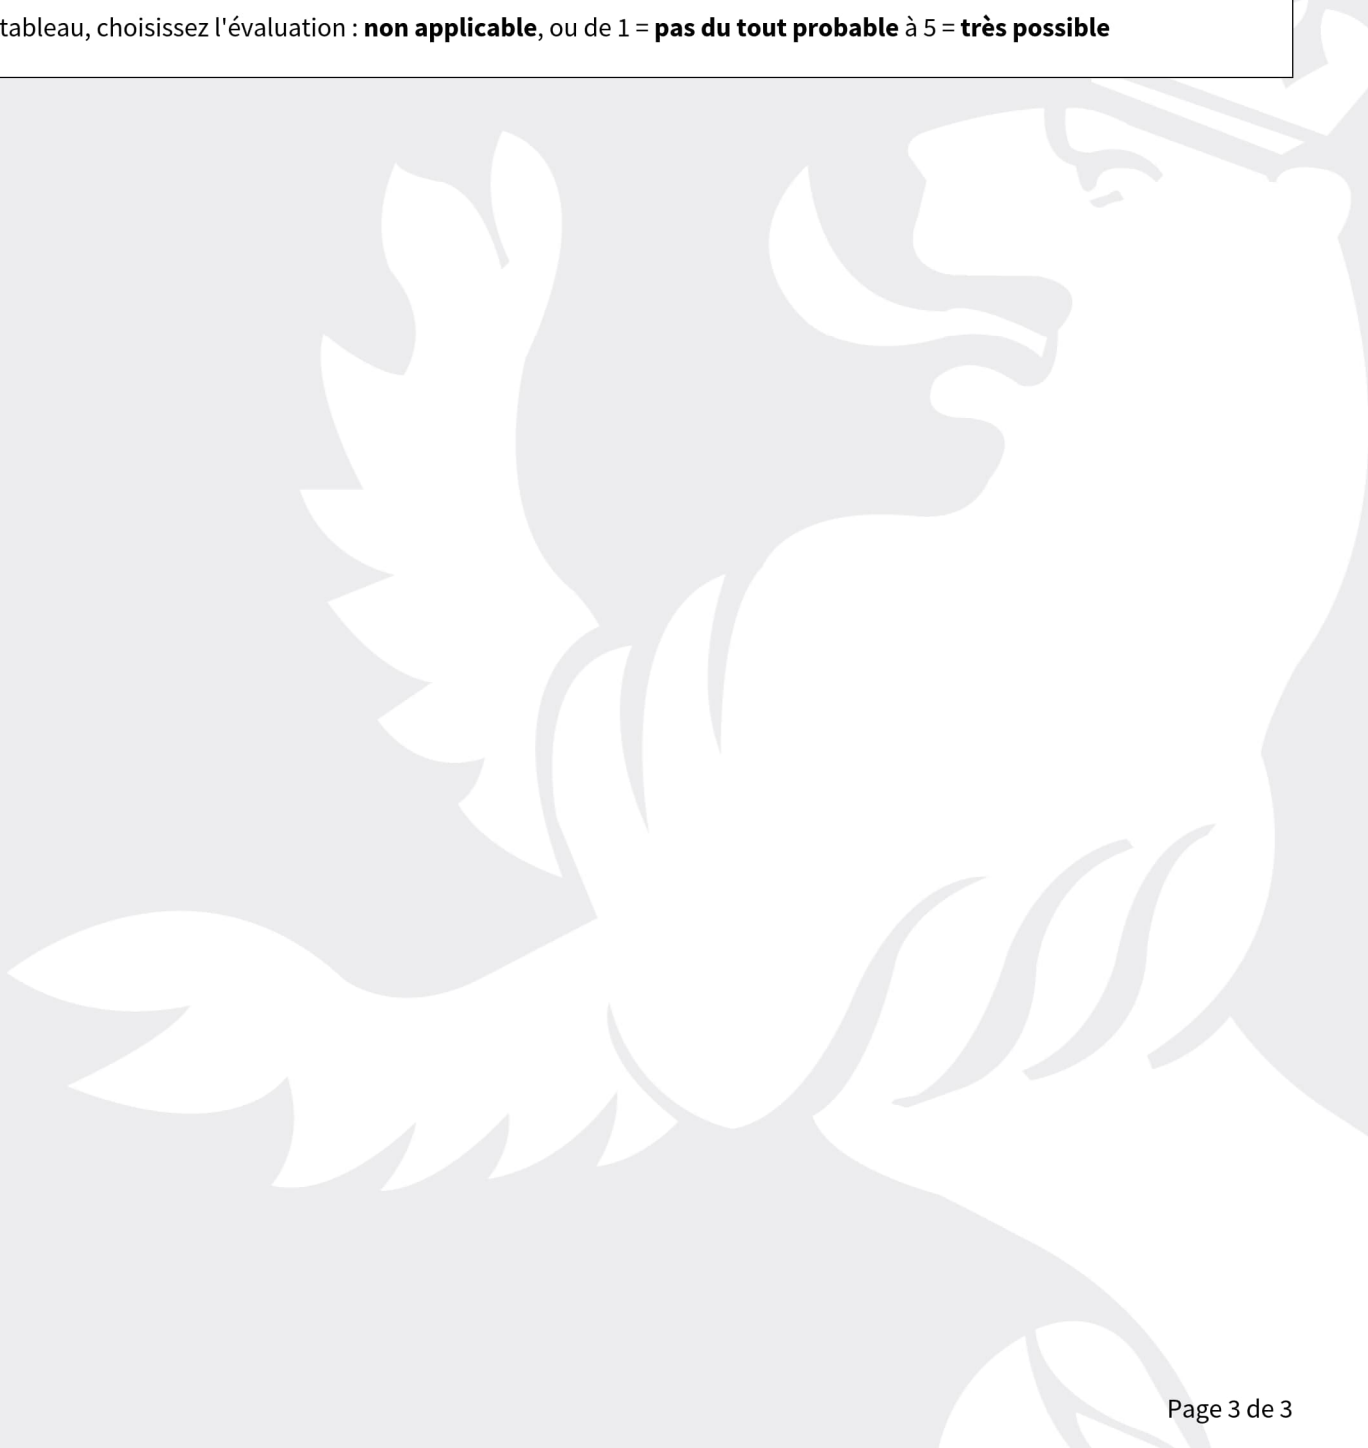 tableau, choisissez l'évaluation : non applicable, ou de 1 = pas du tout probable à 5 = très possible
Page 3 de 3